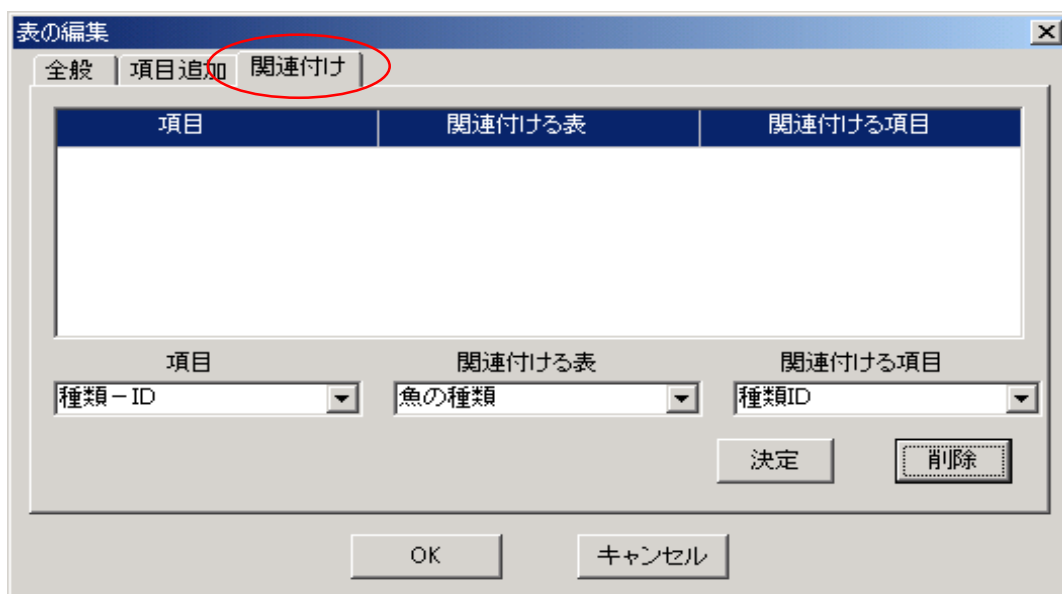 表の編集
全般 項目追加 関連付け
項目 関連付ける表 関連付ける項目
項目 関連付ける表 関連付ける項目
種類－ID 魚の種類 種類ID
決定 削除
OK キャンセル